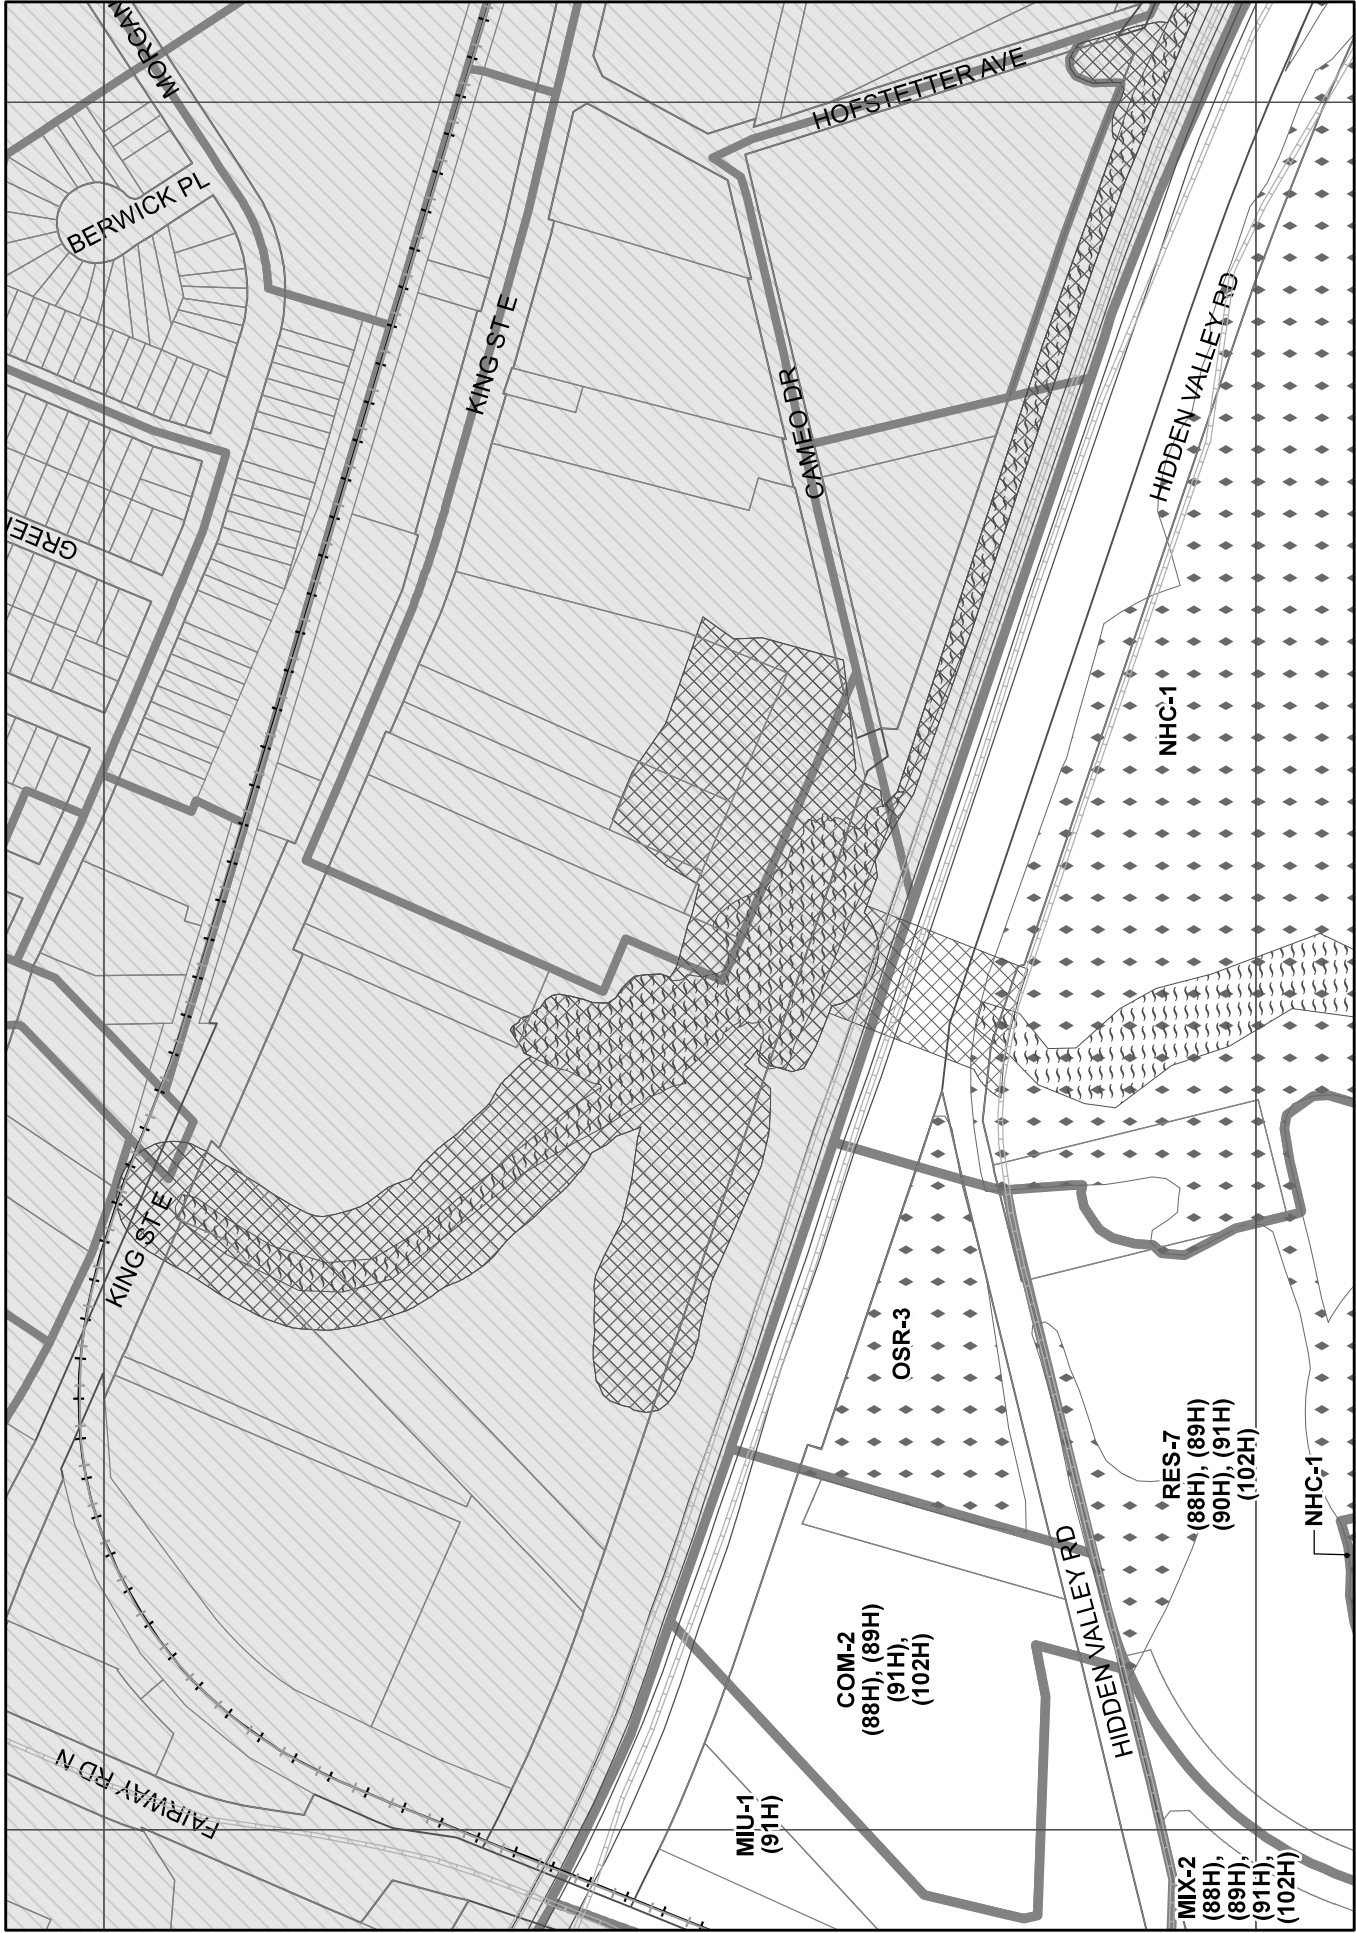 MORGAN
HOFSTETTER AVE
BERWICK PL
KING ST E
HIDDEN VALLEY RD
CAMEO DR
GREEN
NHC-1
KING ST E
OSR-3
RES-7
(88H), (89H)
(90H), (91H)
(102H)
NHC-1
HIDDEN VALLEY RD
COM-2
(88H), (89H)
(91H),
(102H)
FAIRWAY RD N
MIU-1
(91H)
MIX-2
(88H),
(89H),
(91H),
(102H)